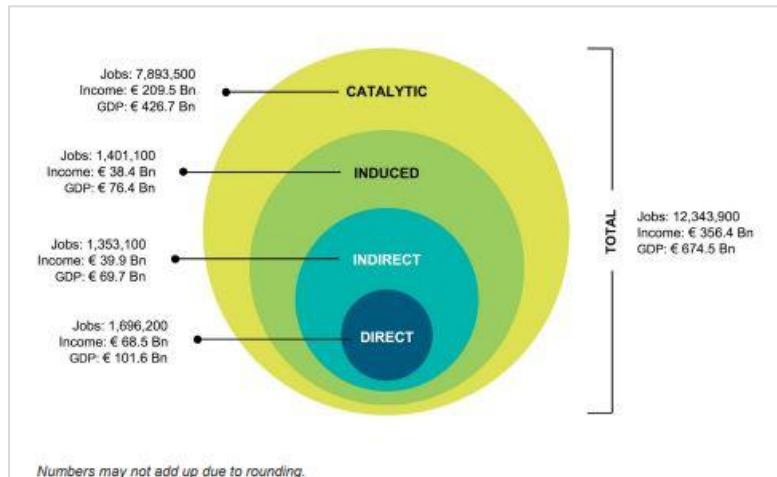 Jobs: 7,893,500
Income: € 209.5 Bn
GDP: € 426.7 Bn
CATALYTIC
Jobs: 1,401,100
Income: € 38.4 Bn
GDP: € 76.4 Bn
INDUCED
Jobs: 1,353,100
Income: € 39.9 Bn
GDP: € 69.7 Bn
INDIRECT
Jobs: 1,696,200
Income: € 68.5 Bn
GDP: € 101.6 Bn
DIRECT
TOTAL
Jobs: 12,343,900
Income: € 356.4 Bn
GDP: € 674.5 Bn
Numbers may not add up due to rounding.